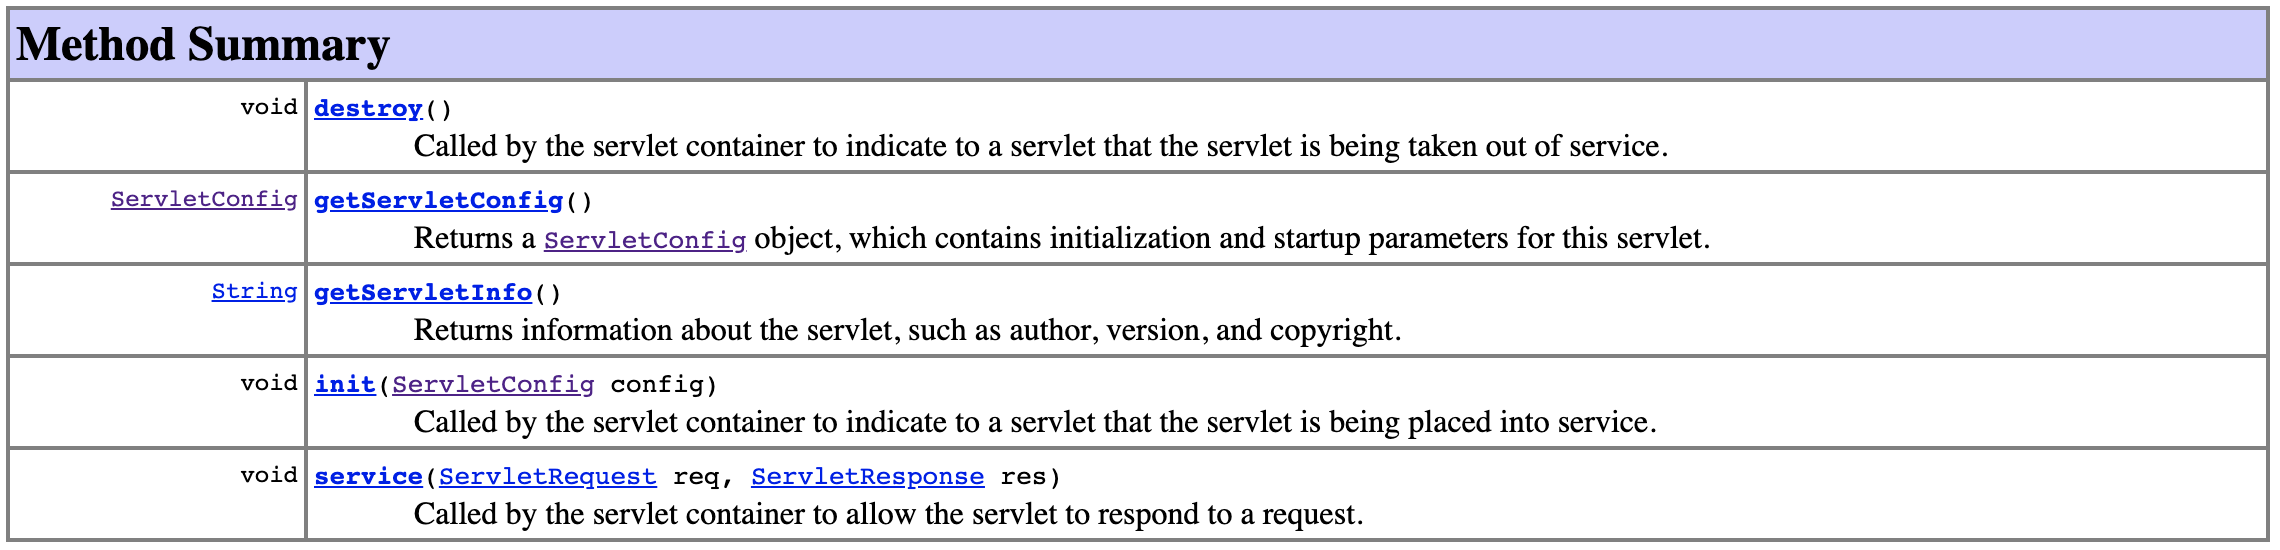 Method Summary
void destroy()
Called by the servlet container to indicate to a servlet that the servlet is being taken out of service.
ServletConfig getServletConfig()
Returns a ServletConfig object, which contains initialization and startup parameters for this servlet.
String getServletInfo()
Returns information about the servlet, such as author, version, and copyright.
void init(ServletConfig config)
Called by the servlet container to indicate to a servlet that the servlet is being placed into service.
void service(ServletRequest req, ServletResponse res)
Called by the servlet container to allow the servlet to respond to a request.